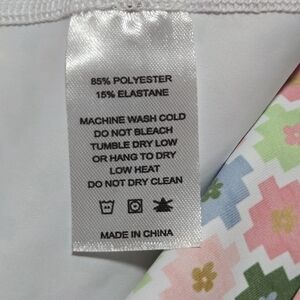 85% POLYESTER
15% ELASTANE
MACHINE WASH COLD
DO NOT BLEACH
TUMBLE DRY LOW
OR HANG TO DRY
LOW HEAT
DO NOT DRY CLEAN
MADE IN CHINA